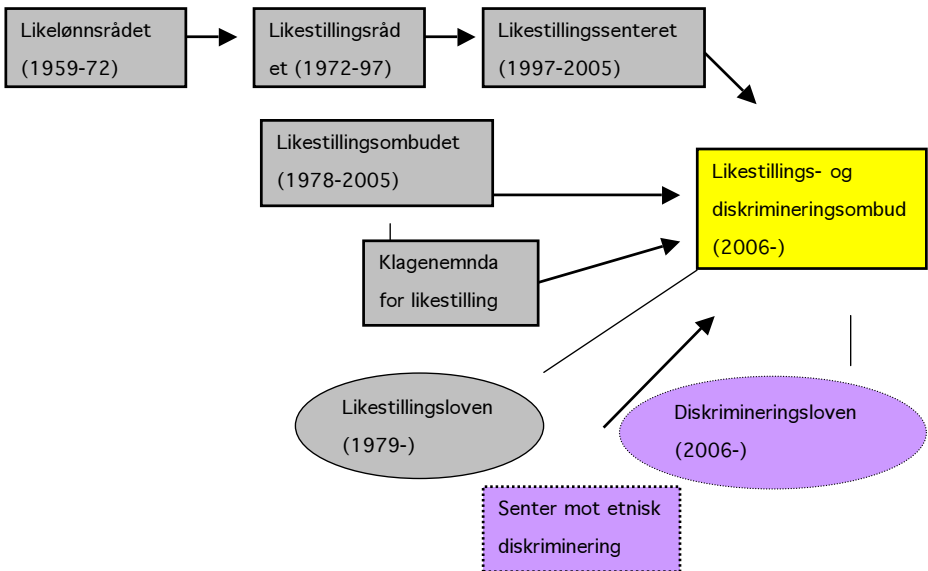 Likelønnsrådet
(1959-72)
Likestillingsråd
et (1972-97)
Likestillingssenteret
(1997-2005)
Likestillingsombudet
(1978-2005)
Likestillings- og
diskrimineringsombud
(2006-)
Klagenemnda
for likestilling
Likestillingsloven
(1979-)
Diskrimineringsloven
(2006-)
Senter mot etnisk
diskriminering